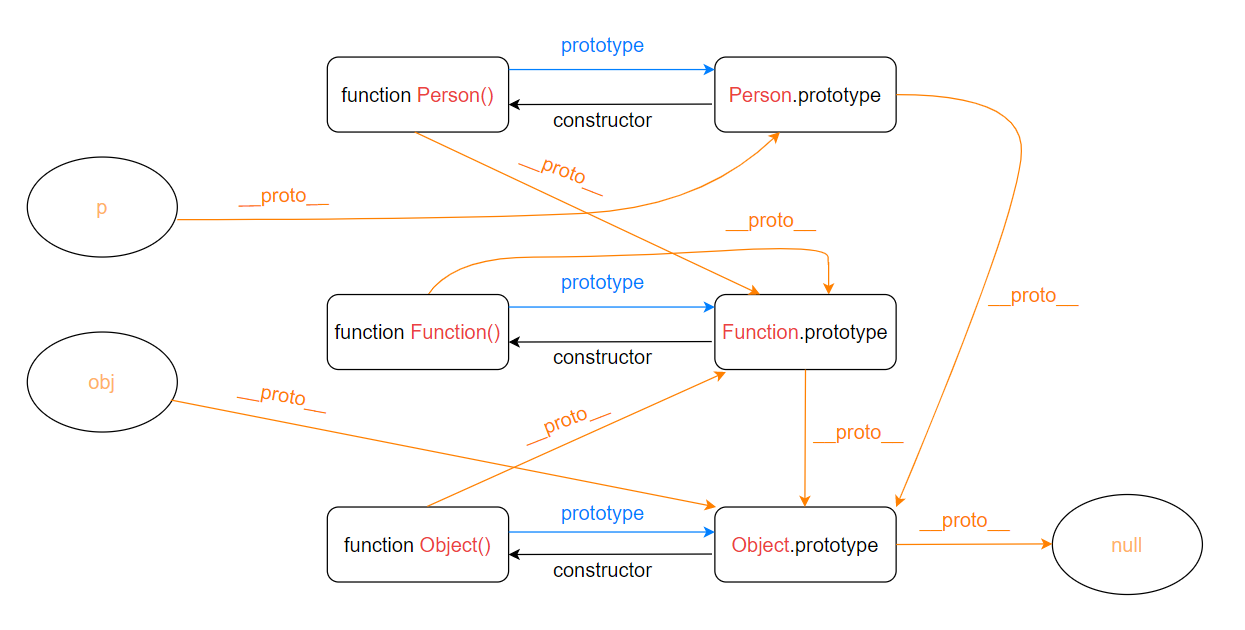 prototype
function Person()
Person.prototype
constructor
__proto__
p
__proto__
__proto__
prototype
function Function()
Function.prototype
constructor
__proto__
obj
__proto__
__proto__
__proto__
prototype
function Object()
Object.prototype
__proto__
null
constructor